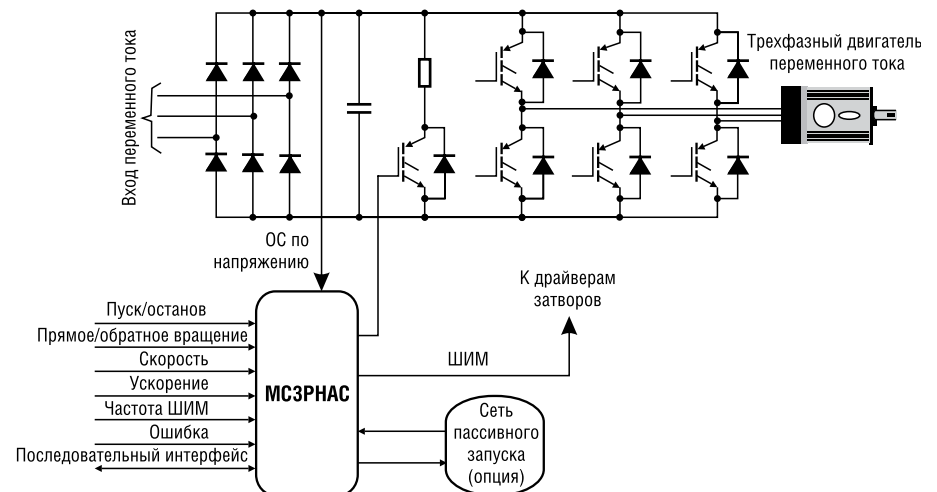 Вход переменного тока
Трехфазный двигатель
переменного тока
ОС по
напряжению
К драйверам
затворов
Пуск/останов
Прямое/обратное вращение
Скорость
Ускорение
Частота ШИМ
Ошибка
Последовательный интерфейс
MC3PHAC
ШИМ
Сеть
пассивного
запуска
(опция)